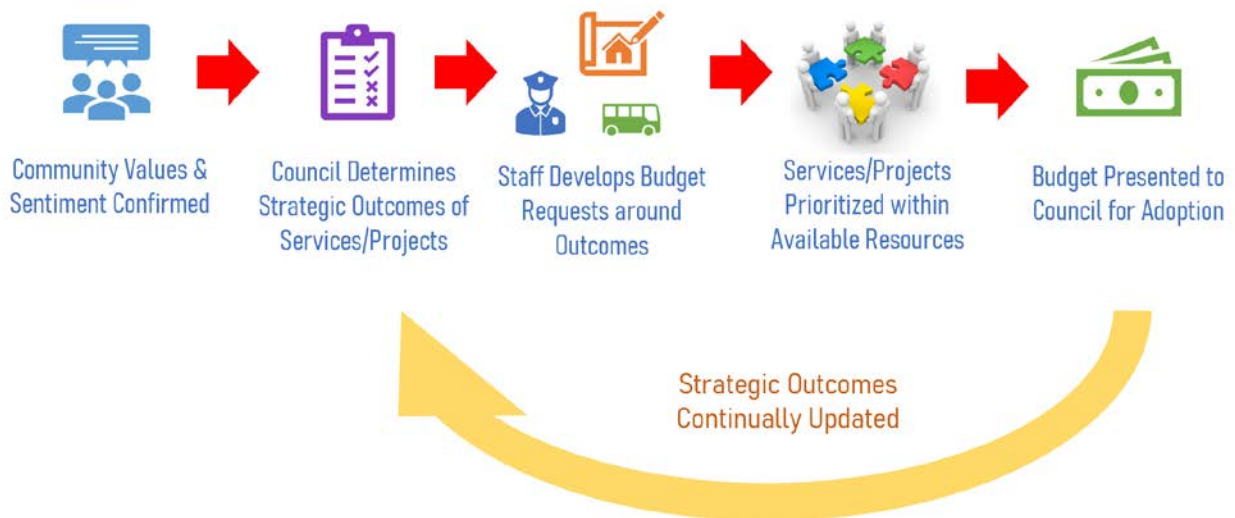 Community Values &
Sentiment Confirmed
Council Determines
Strategic Outcomes of
Services/Projects
Staff Develops Budget
Requests around
Outcomes
Services/Projects
Prioritized within
Available Resources
Budget Presented to
Council for Adoption
Strategic Outcomes
Continually Updated